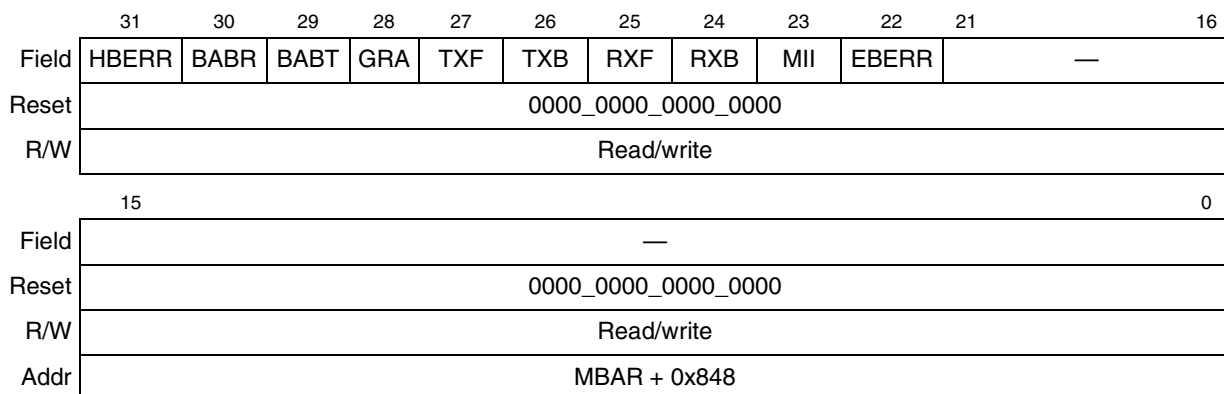 31 30 29 28 27 26 25 24 23 22 21 16
Field HBERR BABR BABT GRA TXF TXB RXF RXB MII EBERR —
Reset 0000_0000_0000_0000
R/W Read/write
15 0
Field —
Reset 0000_0000_0000_0000
R/W Read/write
Addr MBAR + 0x848